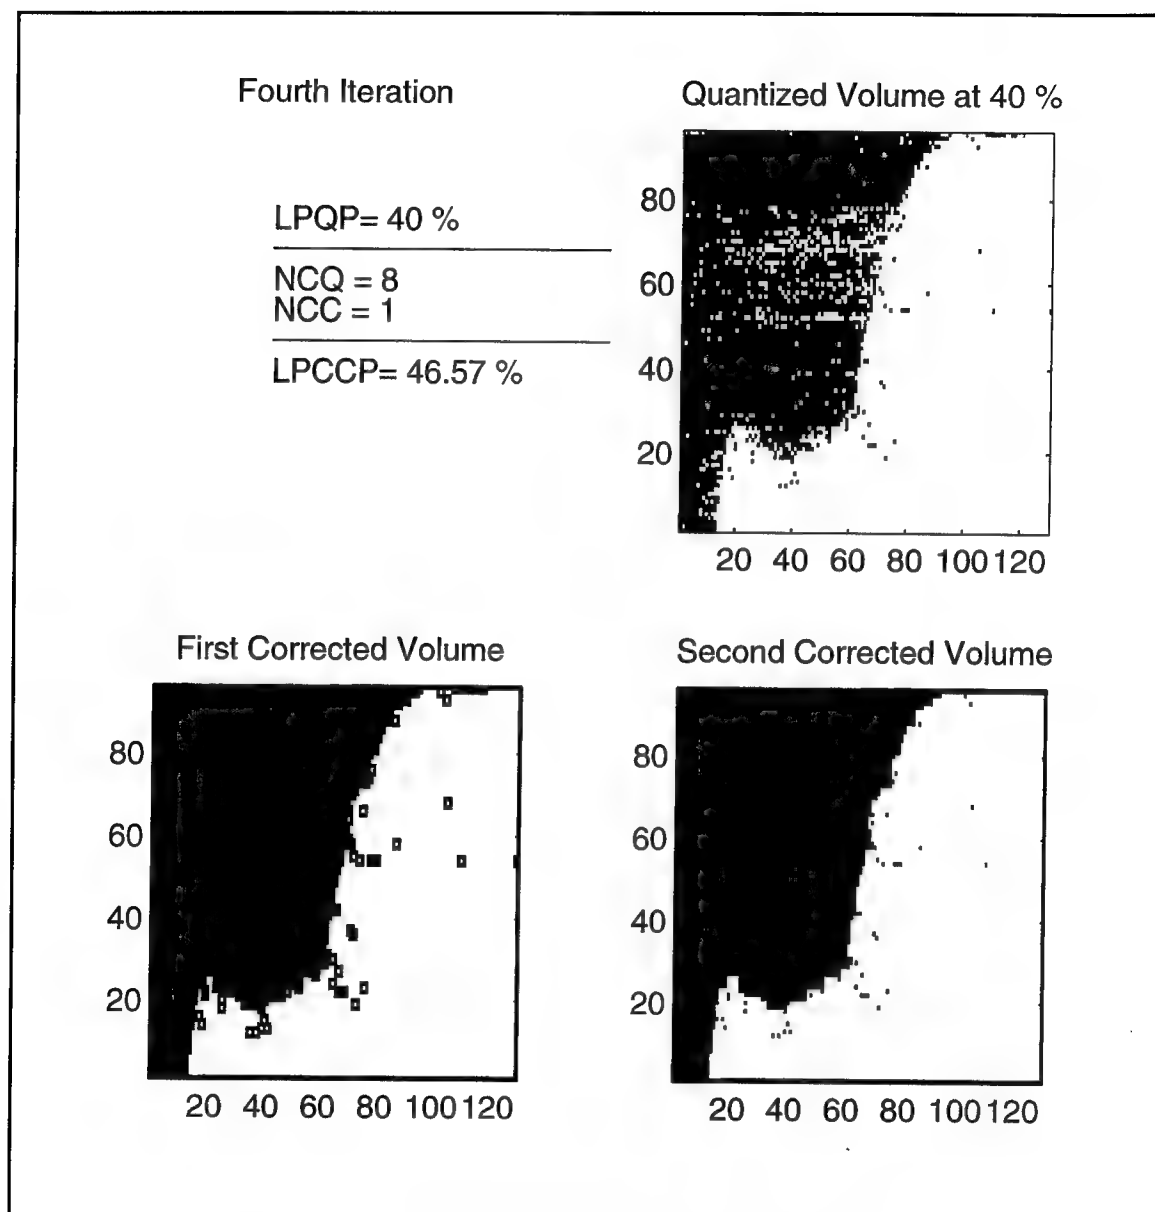 Fourth Iteration
LPQP= 40 %
NCQ = 8
NCC = 1
LPCCP= 46.57 %
Quantized Volume at 40 %
80
60
40
20
20 40 60 80 100 120
First Corrected Volume
80
60
40
20
20 40 60 80 100 120
Second Corrected Volume
80
60
40
20
20 40 60 80 100 120